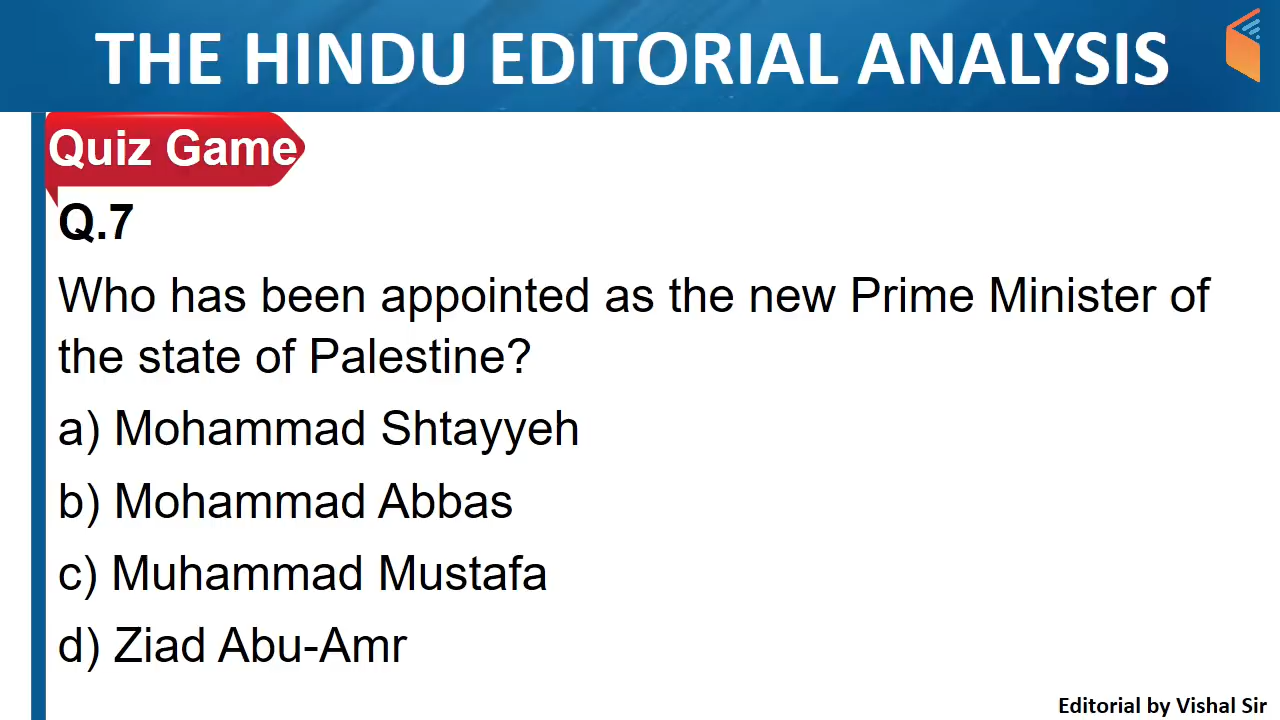 THE HINDU EDITORIAL ANALYSIS
Quiz Game
Q.7
Who has been appointed as the new Prime Minister of
the state of Palestine?
a) Mohammad Shtayyeh
b) Mohammad Abbas
c) Muhammad Mustafa
d) Ziad Abu-Amr
Editorial by Vishal Sir